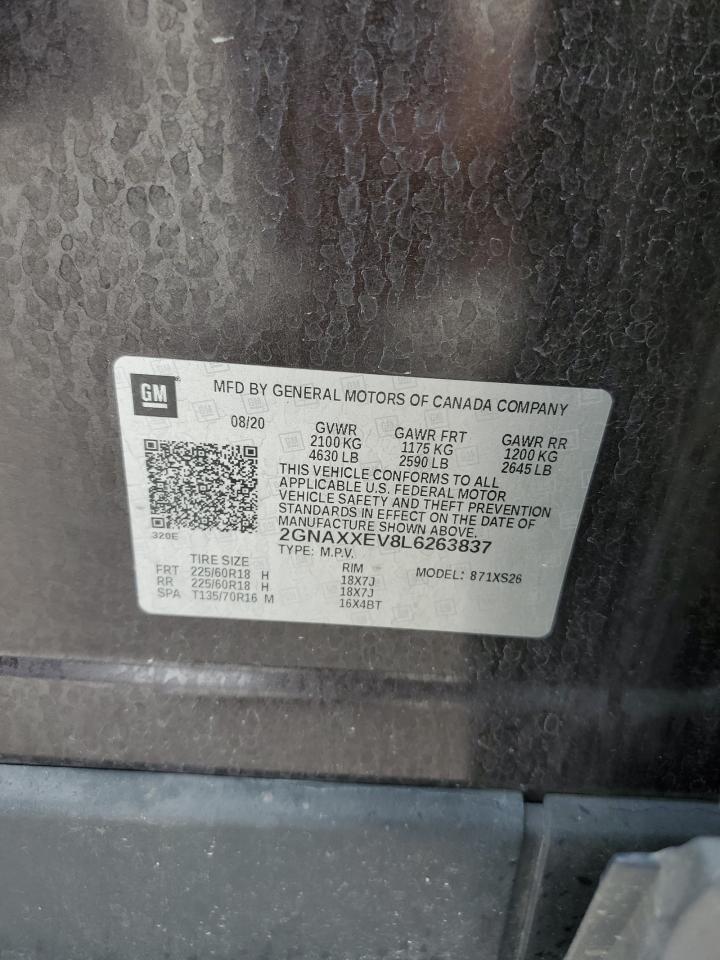 GM MFD BY GENERAL MOTORS OF CANADA COMPANY
08/20 GVWR GAWR FRT GAWR RR
2100 KG 1175 KG 1200 KG
4630 LB 2590 LB 2645 LB
THIS VEHICLE CONFORMS TO ALL
APPLICABLE U.S. FEDERAL MOTOR
VEHICLE SAFETY AND THEFT PREVENTION
STANDARDS IN EFFECT ON THE DATE OF
MANUFACTURE SHOWN ABOVE.
320E 2GNAXXEV8L6263837
TYPE: M.P.V. MODEL: 871XS26
TIRE SIZE RIM
FRT 225/60R18 H 18X7J
RR 225/60R18 H 18X7J
SPA T135/70R16 M 16X4BT